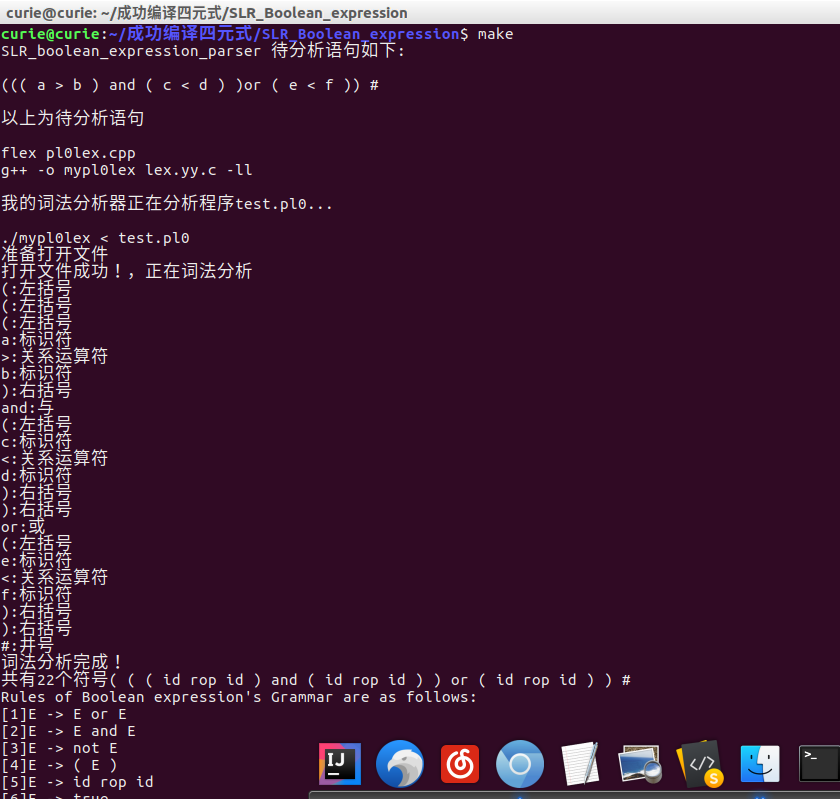 curie@curie: ~/成功编译四元式/SLR_Boolean_expression
curie@curie:~/成功编译四元式/SLR_Boolean_expression$ make
SLR_boolean_expression_parser 待分析语句如下:
((( a > b ) and ( c < d ) )or ( e < f )) #
以上为待分析语句
flex pl0lex.cpp
g++ -o mypl0lex lex.yy.c -ll
我的词法分析器正在分析程序test.pl0...
./mypl0lex < test.pl0
准备打开文件
打开文件成功！，正在词法分析
(:左括号
(:左括号
(:左括号
a:标识符
>:关系运算符
b:标识符
):右括号
and:与
(:左括号
c:标识符
<:关系运算符
d:标识符
):右括号
):右括号
or:或
(:左括号
e:标识符
<:关系运算符
f:标识符
):右括号
):右括号
#:井号
词法分析完成！
共有22个符号( ( ( id rop id ) and ( id rop id ) ) or ( id rop id ) ) #
Rules of Boolean expression's Grammar are as follows:
[1]E -> E or E
[2]E -> E and E
[3]E -> not E
[4]E -> ( E )
[5]E -> id rop id
[6]E -> true
IJ
</>
S
>_